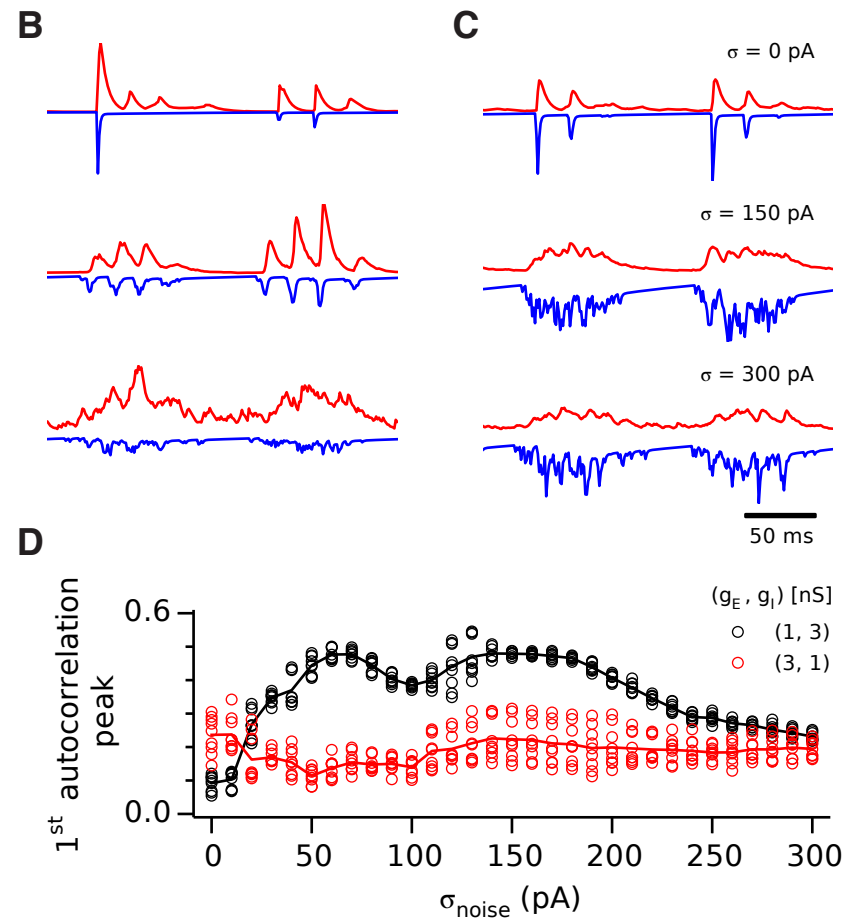 B
C
σ = 0 pA
σ = 150 pA
σ = 300 pA
50 ms
D
1st autocorrelation
peak
0.6
0.0
(gE , gI) [nS]
(1, 3)
(3, 1)
0 50 100 150 200 250 300
σnoise (pA)